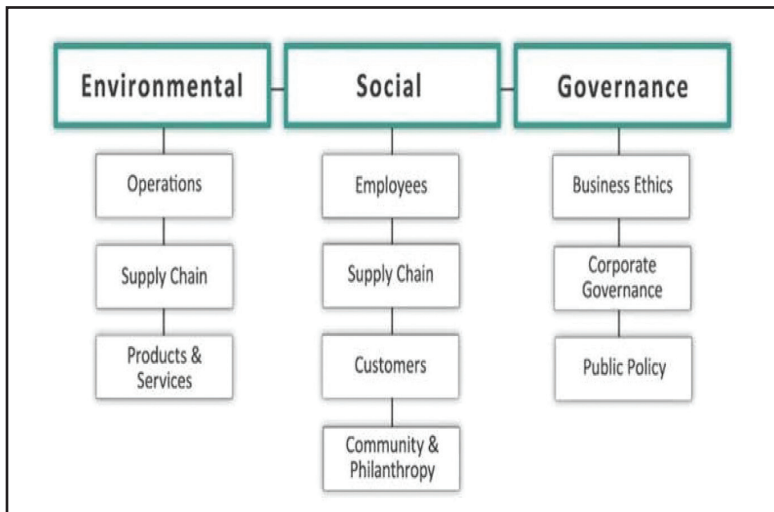 Environmental
Social
Governance
Operations
Supply Chain
Products &
Services
Employees
Supply Chain
Customers
Community &
Philanthropy
Business Ethics
Corporate
Governance
Public Policy